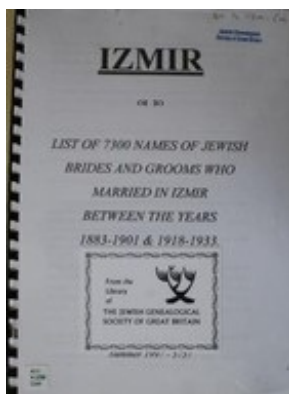 IZMIR
LIST OF 7300 NAMES OF JEWISH
BRIDES AND GROOMS WHO
MARRIED IN IZMIR
BETWEEN THE YEARS
1883-1901 & 1918-1933.
From the
Library
of
THE JEWISH GENEALOGICAL
SOCIETY OF GREAT BRITAIN